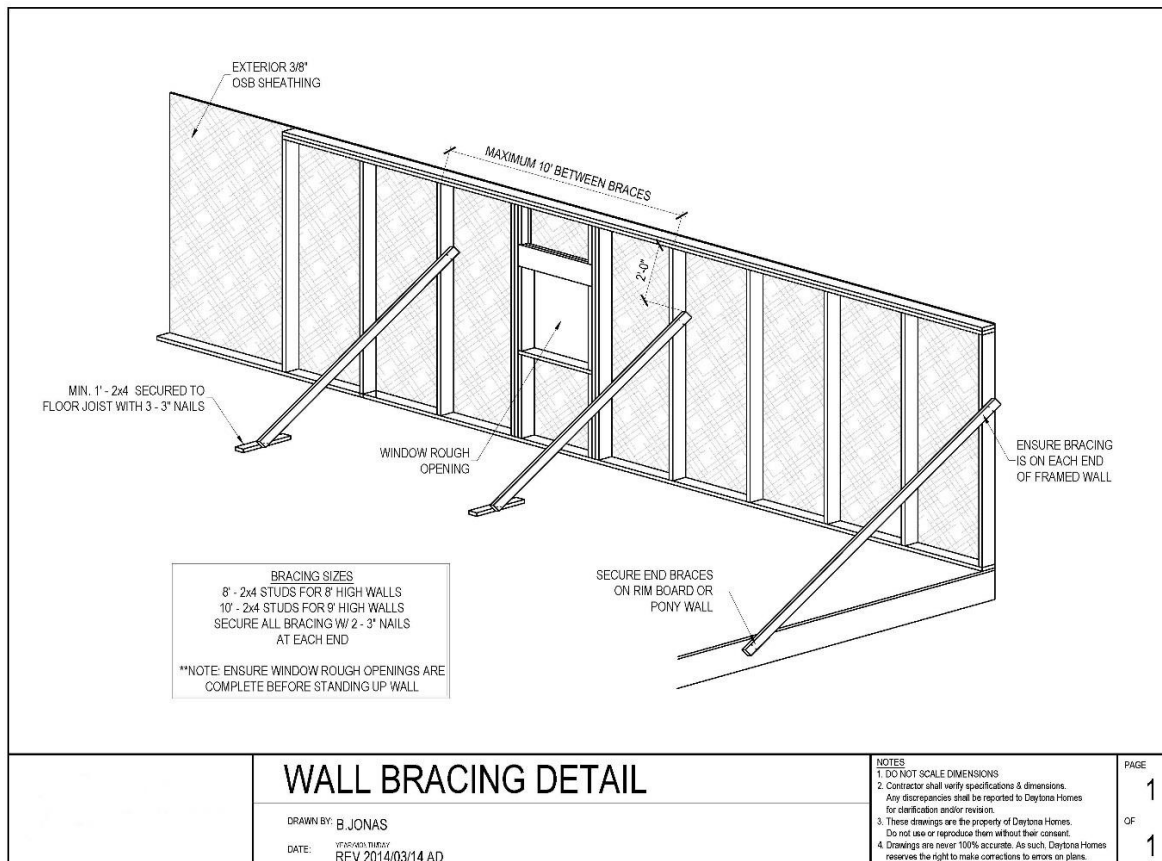 EXTERIOR 3/8"
OSB SHEATHING
MAXIMUM 10' BETWEEN BRACES
2'-0"
MIN. 1' - 2x4 SECURED TO
FLOOR JOIST WITH 3 - 3" NAILS
WINDOW ROUGH
OPENING
ENSURE BRACING
IS ON EACH END
OF FRAMED WALL
SECURE END BRACES
ON RIM BOARD OR
PONY WALL
BRACING SIZES
8' - 2x4 STUDS FOR 8' HIGH WALLS
10' - 2x4 STUDS FOR 9' HIGH WALLS
SECURE ALL BRACING W/ 2 - 3" NAILS
AT EACH END
**NOTE: ENSURE WINDOW ROUGH OPENINGS ARE
COMPLETE BEFORE STANDING UP WALL
WALL BRACING DETAIL
DRAWN BY: B.JONAS
DATE: YEAR/MONTH/DAY
REV 2014/03/14 AD
NOTES
1. DO NOT SCALE DIMENSIONS
2. Contractor shall verify specifications & dimensions.
Any discrepancies shall be reported to Daytona Homes
for clarification and/or revision.
3. These drawings are the property of Daytona Homes.
Do not use or reproduce them without their consent.
4. Drawings are never 100% accurate. As such, Daytona Homes
reserves the right to make corrections to errors on plans.
PAGE
1
OF
1